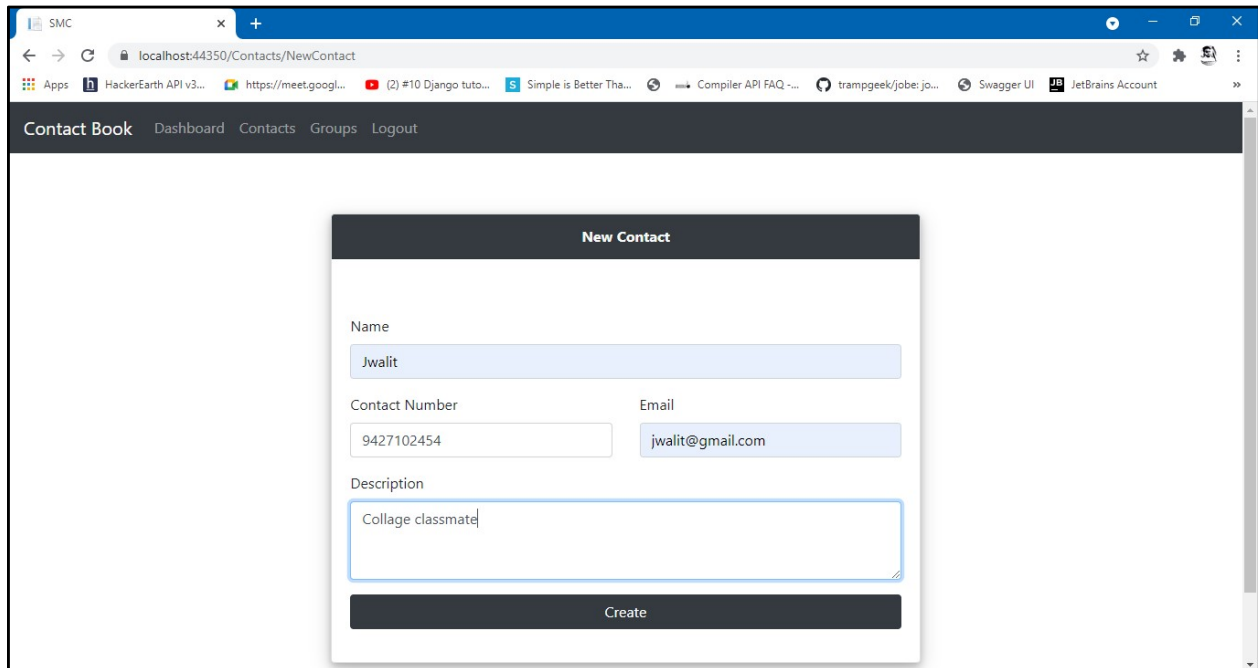 SMC
localhost:44350/Contacts/NewContact
Apps HackerEarth API v3... https://meet.googl... (2) #10 Django tuto... Simple is Better Tha... Compiler API FAQ -... trampgeek/jobe: jo... Swagger UI JetBrains Account »
Contact Book Dashboard Contacts Groups Logout
New Contact
Name
Jwalit
Contact Number Email
9427102454 jwalit@gmail.com
Description
Collage classmate
Create